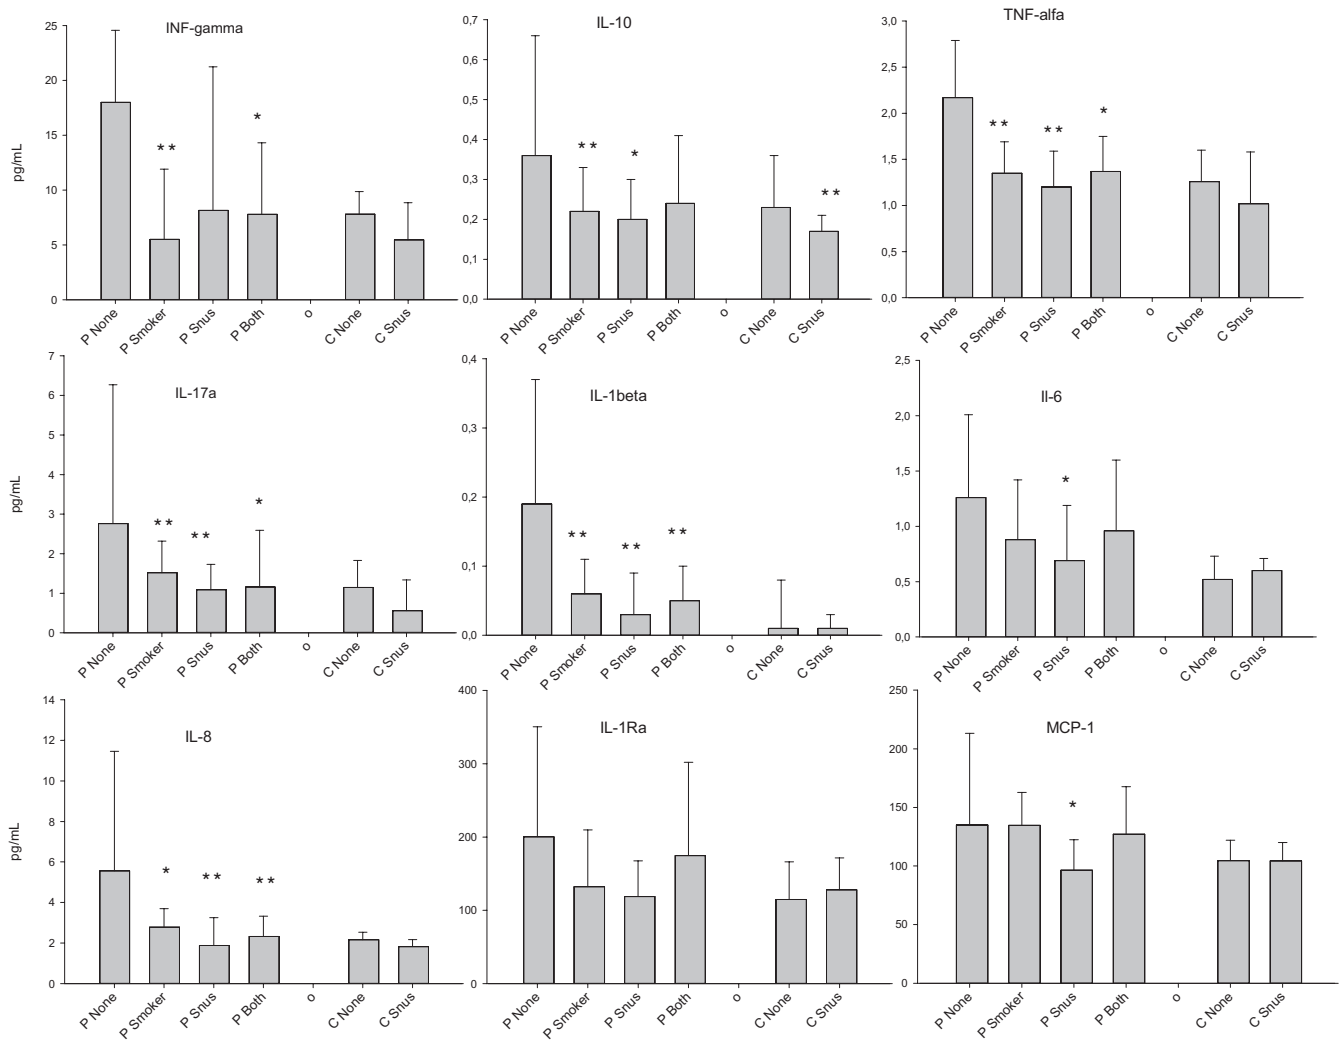 INF-gamma
25
20
15
10
5
0
pg/mL
* *
*
P None
P Smoker
P Snus
P Both
o
C None
C Snus
IL-10
0,7
0,6
0,5
0,4
0,3
0,2
0,1
0,0
* *
*
* *
P None
P Smoker
P Snus
P Both
o
C None
C Snus
TNF-alfa
3,0
2,5
2,0
1,5
1,0
0,5
0,0
* *
* *
*
P None
P Smoker
P Snus
P Both
o
C None
C Snus
IL-17a
7
6
5
4
3
2
1
0
pg/mL
* *
* *
*
P None
P Smoker
P Snus
P Both
o
C None
C Snus
IL-1beta
0,4
0,3
0,2
0,1
0,0
* *
* *
* *
P None
P Smoker
P Snus
P Both
o
C None
C Snus
Il-6
2,5
2,0
1,5
1,0
0,5
0,0
*
P None
P Smoker
P Snus
P Both
o
C None
C Snus
IL-8
14
12
10
8
6
4
2
0
pg/mL
*
* *
* *
P None
P Smoker
P Snus
P Both
o
C None
C Snus
IL-1Ra
400
300
200
100
0
P None
P Smoker
P Snus
P Both
o
C None
C Snus
MCP-1
250
200
150
100
50
0
*
P None
P Smoker
P Snus
P Both
o
C None
C Snus